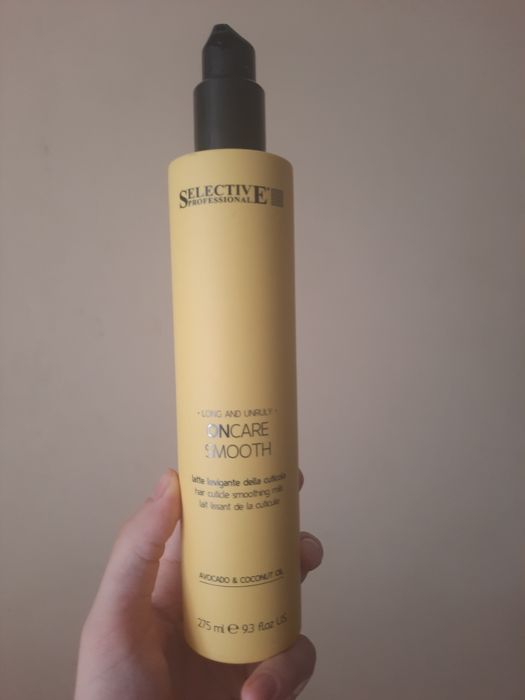 SELECTIVE
PROFESSIONAL
• LONG AND UNRULY •
ONCARE
SMOOTH
latte lisvigante della cuticola
hair cuticle smoothing milk
lait lissant de la cuticule
AVOCADO & COCONUT OIL
275 ml ℮ 9.3 fl.oz US